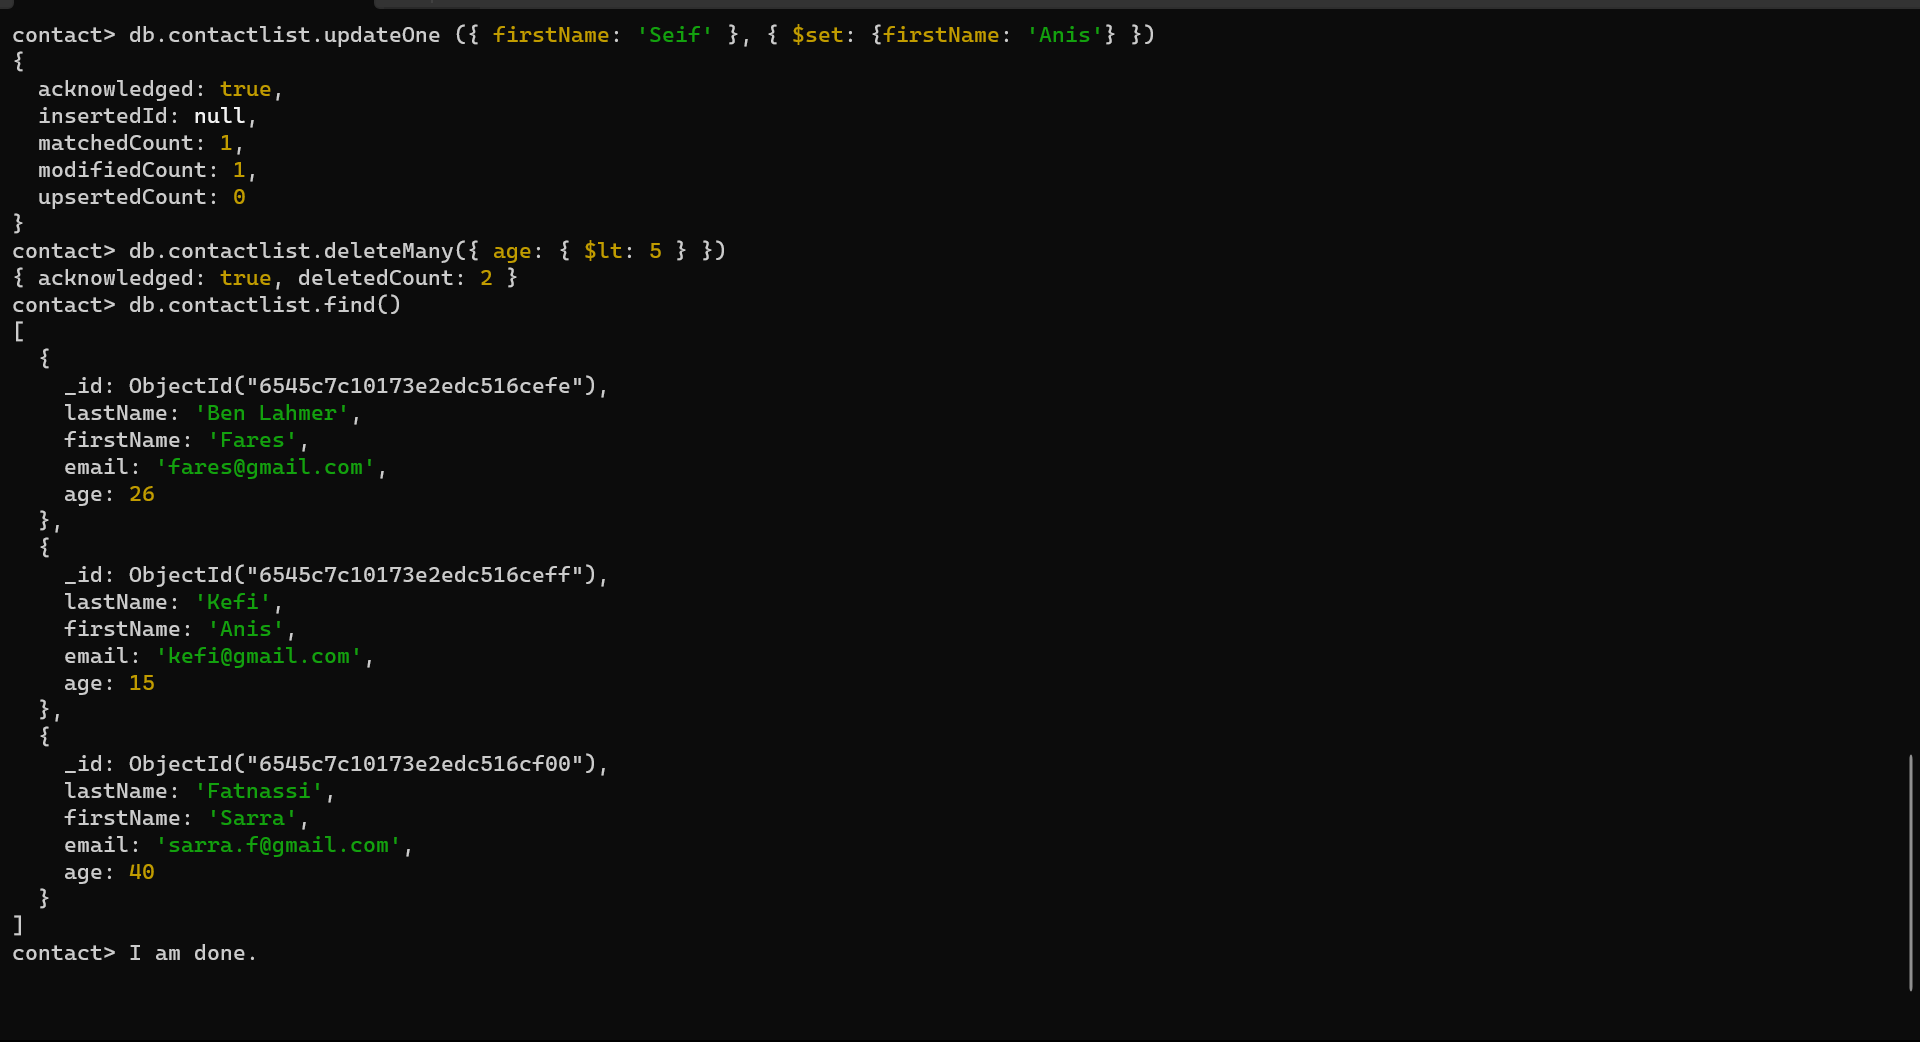 contact> db.contactlist.updateOne ({ firstName: 'Seif' }, { $set: {firstName: 'Anis'} })
{
  acknowledged: true,
  insertedId: null,
  matchedCount: 1,
  modifiedCount: 1,
  upsertedCount: 0
}
contact> db.contactlist.deleteMany({ age: { $lt: 5 } })
{ acknowledged: true, deletedCount: 2 }
contact> db.contactlist.find()
[
  {
    _id: ObjectId("6545c7c10173e2edc516cefe"),
    lastName: 'Ben Lahmer',
    firstName: 'Fares',
    email: 'fares@gmail.com',
    age: 26
  },
  {
    _id: ObjectId("6545c7c10173e2edc516ceff"),
    lastName: 'Kefi',
    firstName: 'Anis',
    email: 'kefi@gmail.com',
    age: 15
  },
  {
    _id: ObjectId("6545c7c10173e2edc516cf00"),
    lastName: 'Fatnassi',
    firstName: 'Sarra',
    email: 'sarra.f@gmail.com',
    age: 40
  }
]
contact> I am done.